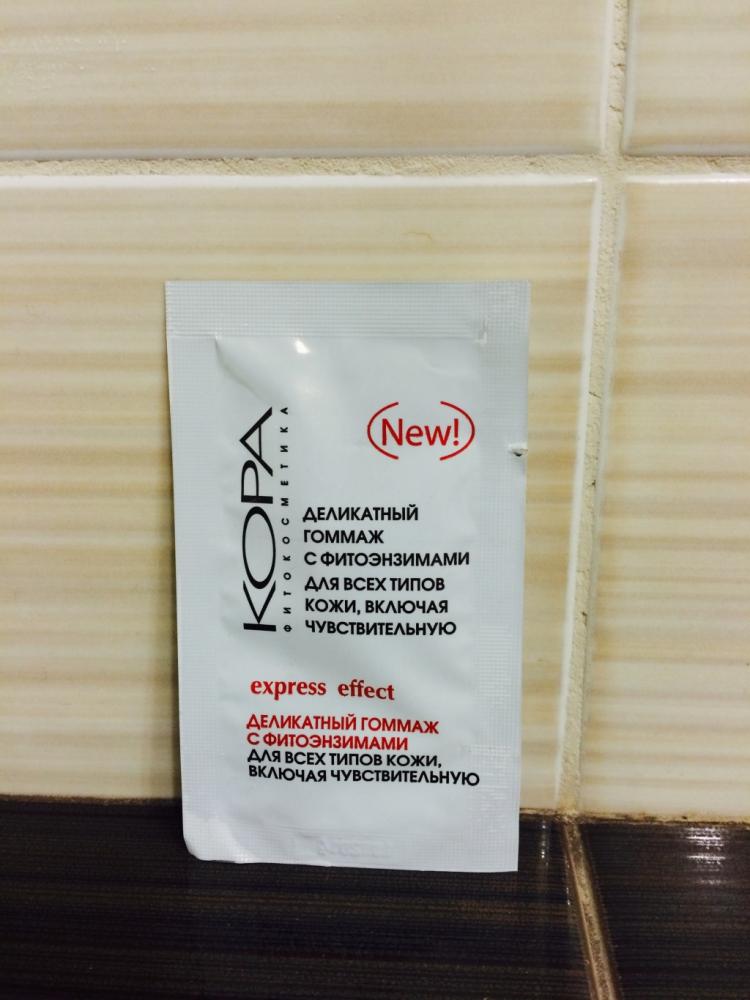 КОРА
ФИТОКОСМЕТИКА
(New!)
ДЕЛИКАТНЫЙ
ГОММАЖ
С ФИТОЭНЗИМАМИ
ДЛЯ ВСЕХ ТИПОВ
КОЖИ, ВКЛЮЧАЯ
ЧУВСТВИТЕЛЬНУЮ
express effect
ДЕЛИКАТНЫЙ ГОММАЖ
С ФИТОЭНЗИМАМИ
ДЛЯ ВСЕХ ТИПОВ КОЖИ,
ВКЛЮЧАЯ ЧУВСТВИТЕЛЬНУЮ